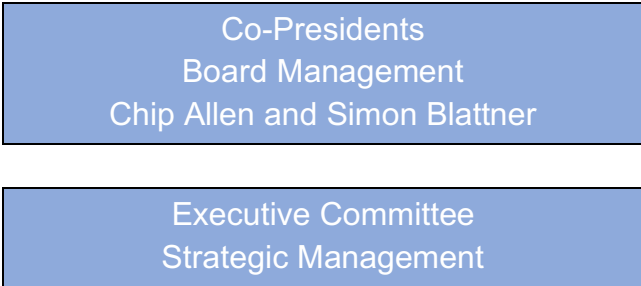 Co-Presidents
Board Management
Chip Allen and Simon Blattner
Executive Committee
Strategic Management